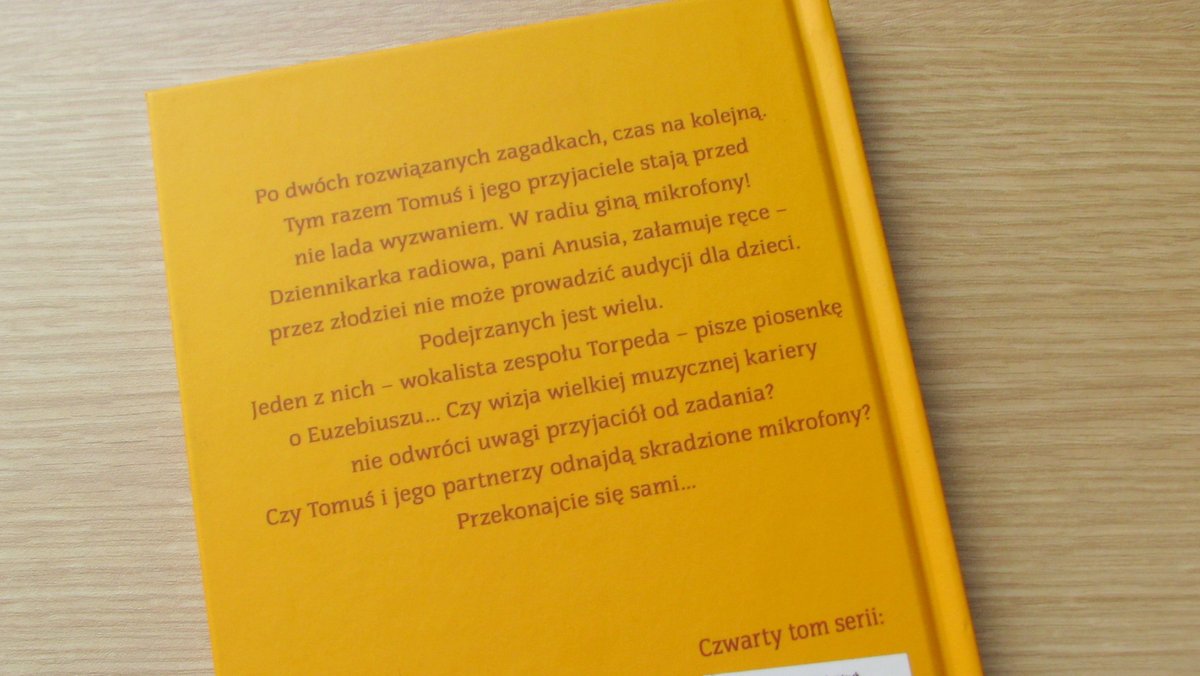 Po dwóch rozwiązanych zagadkach, czas na kolejną.
Tym razem Tomuś i jego przyjaciele stają przed
nie lada wyzwaniem. W radiu giną mikrofony!
Dziennikarka radiowa, pani Anusia, załamuje ręce –
przez złodziei nie może prowadzić audycji dla dzieci.
Podejrzanych jest wielu.
Jeden z nich – wokalista zespołu Torpeda – pisze piosenkę
o Euzebiuszu... Czy wizja wielkiej muzycznej kariery
nie odwróci uwagi przyjaciół od zadania?
Czy Tomuś i jego partnerzy odnajdą skradzione mikrofony?
Przekonajcie się sami...
Czwarty tom serii: